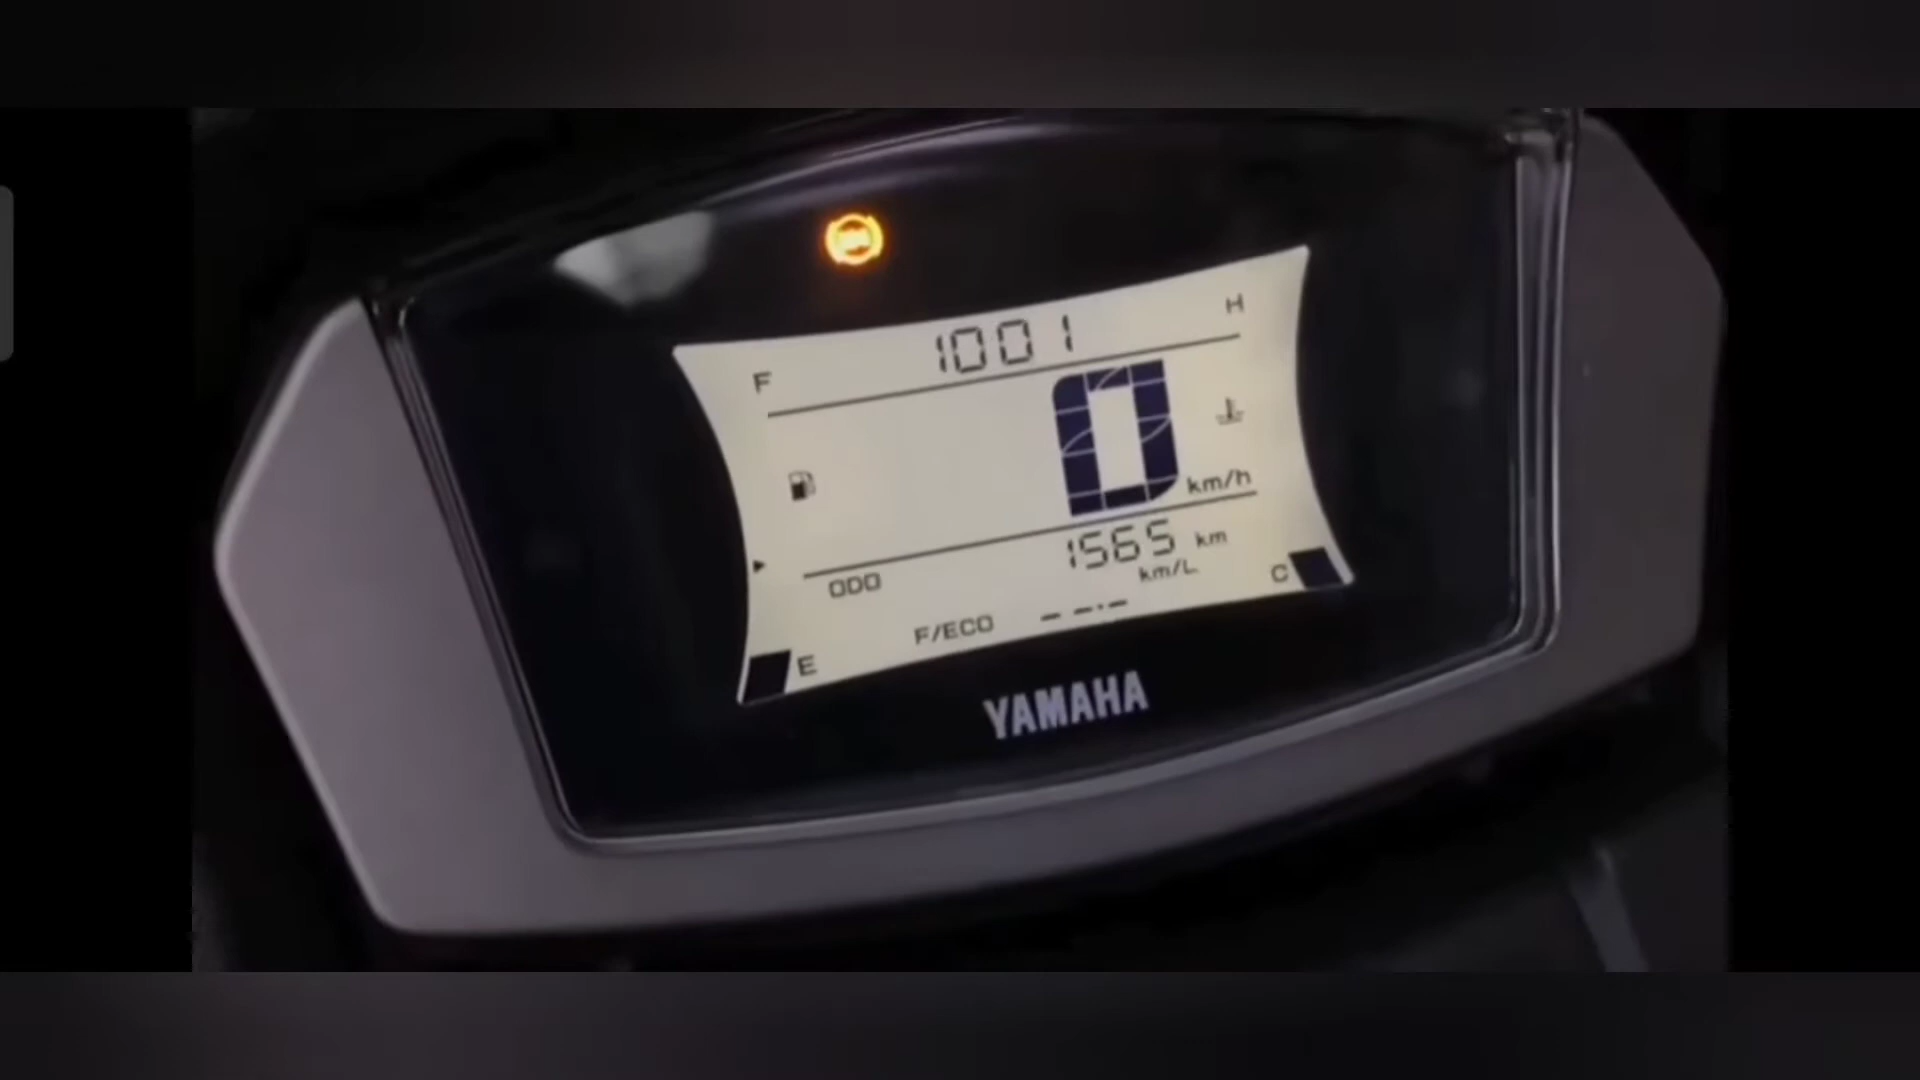 1001
H
F
0
km/h
1565 km
km/L
ODO
C
F/ECO -- --.--
E
YAMAHA